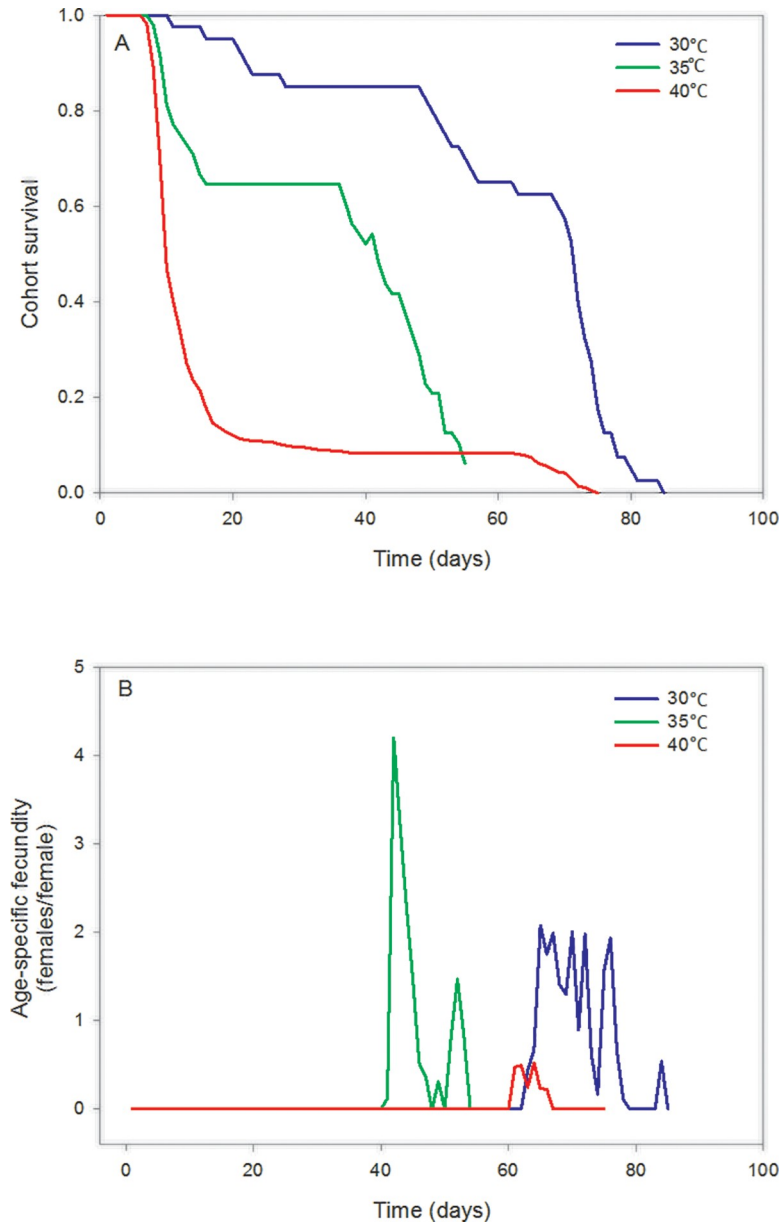 A
30°C
35°C
40°C
Cohort survival
1.0
0.8
0.6
0.4
0.2
0.0
0 20 40 60 80 100
Time (days)
B
30°C
35°C
40°C
Age-specific fecundity
(females/female)
5
4
3
2
1
0
0 20 40 60 80 100
Time (days)